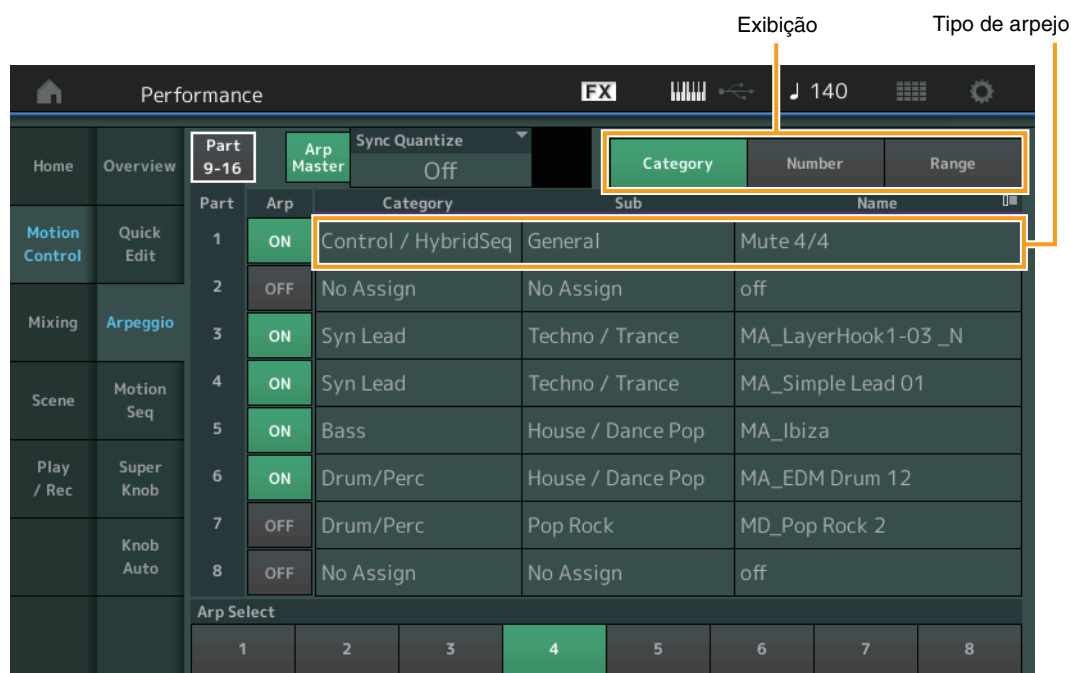 Exibição
Tipo de arpejo
Performance
FX
♩ 140
Home
Overview
Part 9-16
Arp Master
Sync Quantize
Off
Category
Number
Range
Part
Arp
Category
Sub
Name
Motion Control
Quick Edit
1
ON
Control / HybridSeq
General
Mute 4/4
2
OFF
No Assign
No Assign
off
Mixing
Arpeggio
3
ON
Syn Lead
Techno / Trance
MA_LayerHook1-03 _N
Scene
Motion Seq
4
ON
Syn Lead
Techno / Trance
MA_Simple Lead 01
5
ON
Bass
House / Dance Pop
MA_Ibiza
Play / Rec
Super Knob
6
ON
Drum/Perc
House / Dance Pop
MA_EDM Drum 12
Knob Auto
7
OFF
Drum/Perc
Pop Rock
MD_Pop Rock 2
8
OFF
No Assign
No Assign
off
Arp Select
1
2
3
4
5
6
7
8